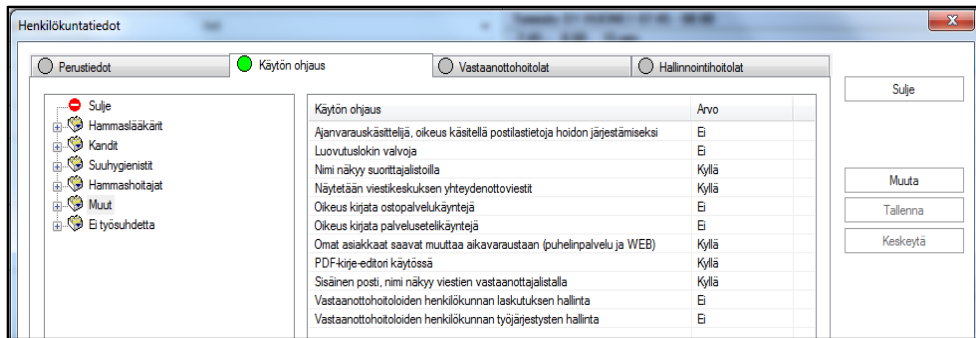 Henkilökuntatiedot
Perustiedot
Käytön ohjaus
Vastaanottohoitolat
Hallinnointihoitolat
Sulje
Hammaslääkärit
Kandit
Suuhygienistit
Hammashoitajat
Muut
Ei työsuhdetta
Käytön ohjaus Arvo
Ajanvarauskäsittelijä, oikeus käsitellä postilastietoja hoidon järjestämiseksi Ei
Luovutuslokin valvoja Ei
Nimi näkyy suorittajalistoilla Kyllä
Näytetään viestikeskuksen yhteydenottoviestit Kyllä
Oikeus kirjata ostopalvelukäyntejä Ei
Oikeus kirjata palvelusetelikäyntejä Ei
Omat asiakkaat saavat muuttaa aikavaraustaan (puhelinpalvelu ja WEB) Kyllä
PDF-kirje-editori käytössä Kyllä
Sisäinen posti, nimi näkyy viestien vastaanottajalistalla Kyllä
Vastaanottohoitoloiden henkilökunnan laskutuksen hallinta Ei
Vastaanottohoitoloiden henkilökunnan työjärjestysten hallinta Ei
Sulje
Muuta
Tallenna
Keskeytä